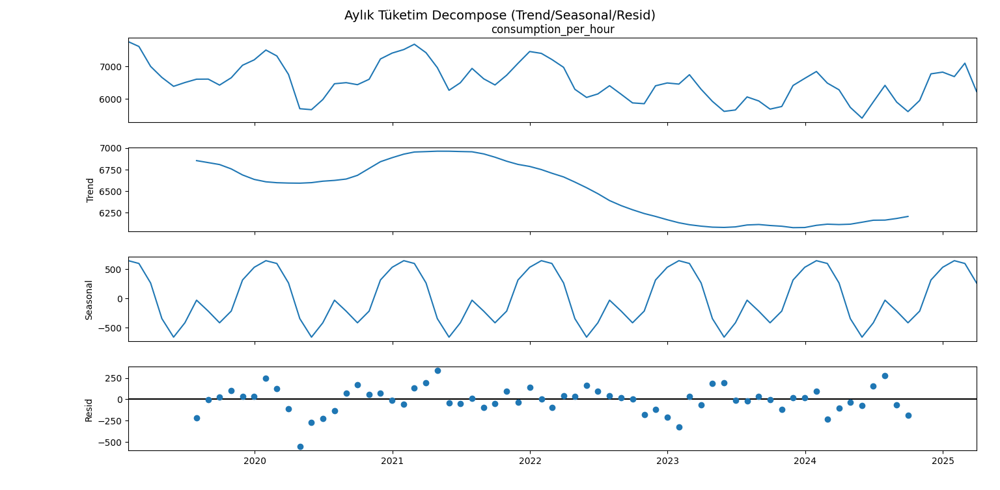 Aylık Tüketim Decompose (Trend/Seasonal/Resid)
consumption_per_hour
7000
6000
7000
6750
6500
6250
Trend
500
0
−500
Seasonal
250
0
−250
−500
Resid
2020 2021 2022 2023 2024 2025